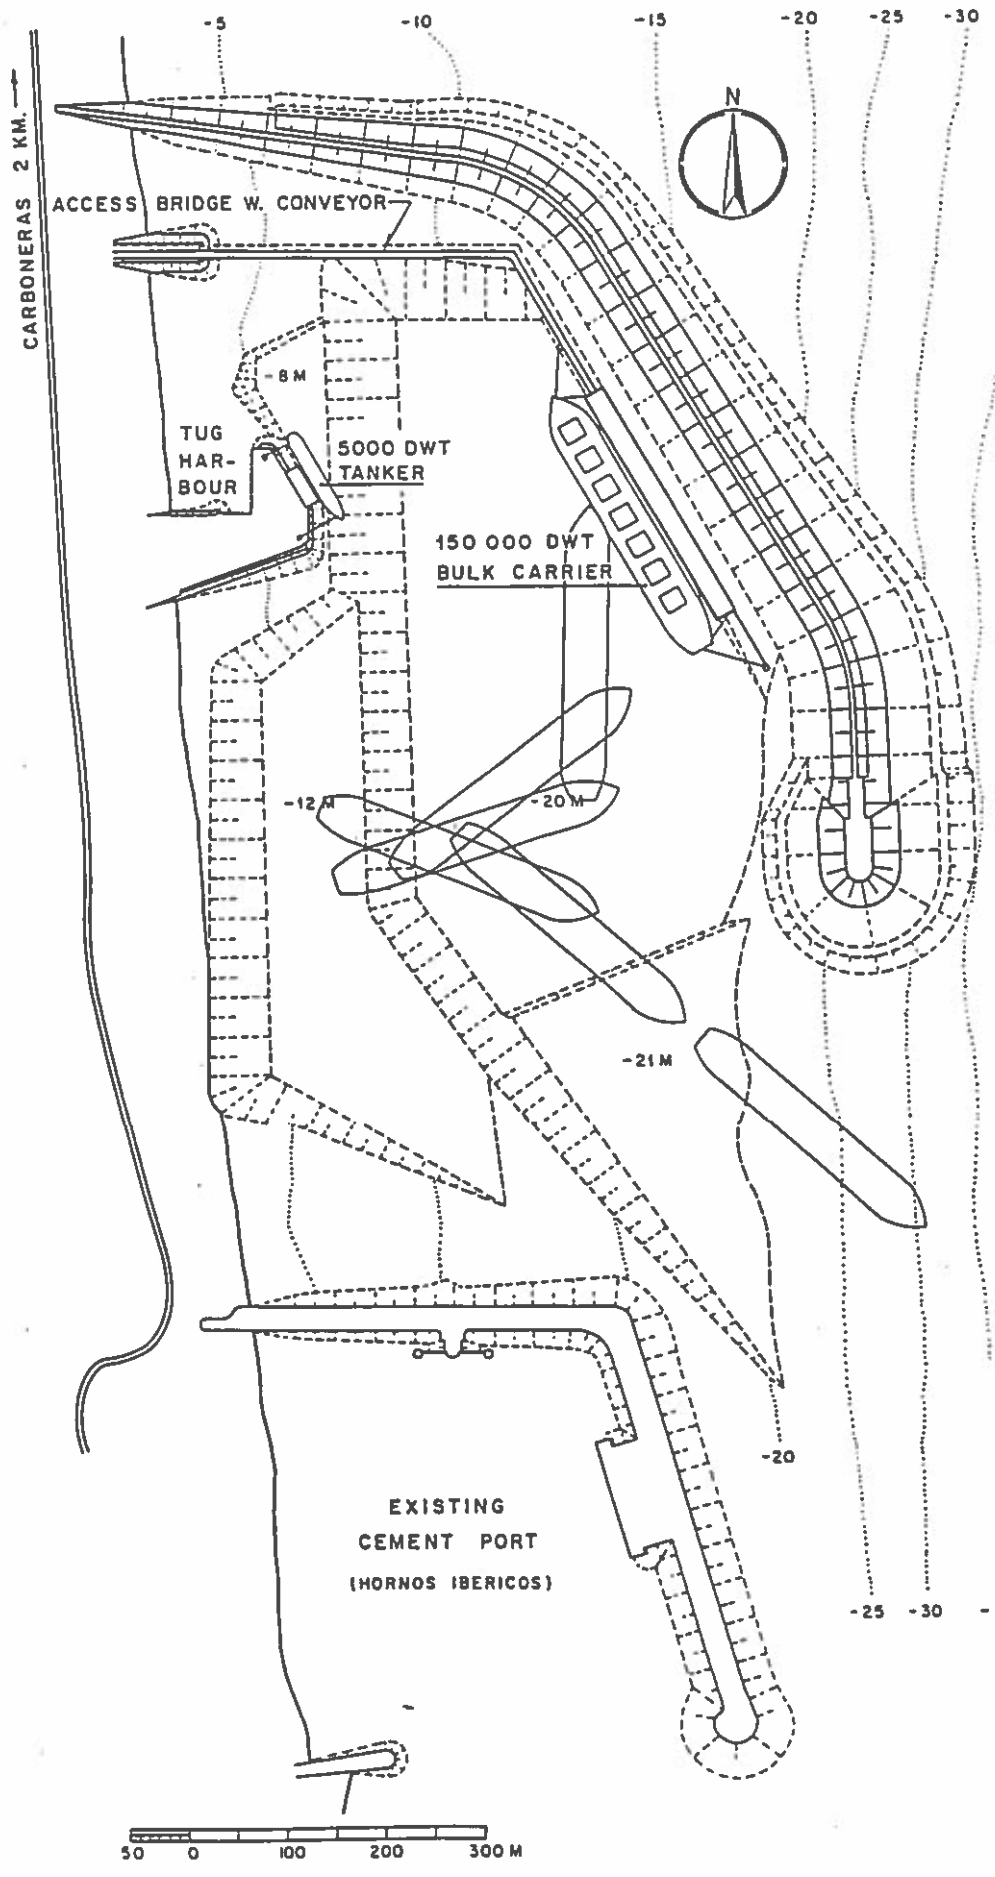 -5
-10
-15
-20
-25
-30
CARBONERAS 2 KM.
N
ACCESS BRIDGE W. CONVEYOR
-8 M
TUG
HAR-
BOUR
5000 DWT
TANKER
150 000 DWT
BULK CARRIER
-12 M
-20 M
-21 M
-20
EXISTING
CEMENT PORT
(HORNOS IBERICOS)
-25
-30
-
50
0
100
200
300 M